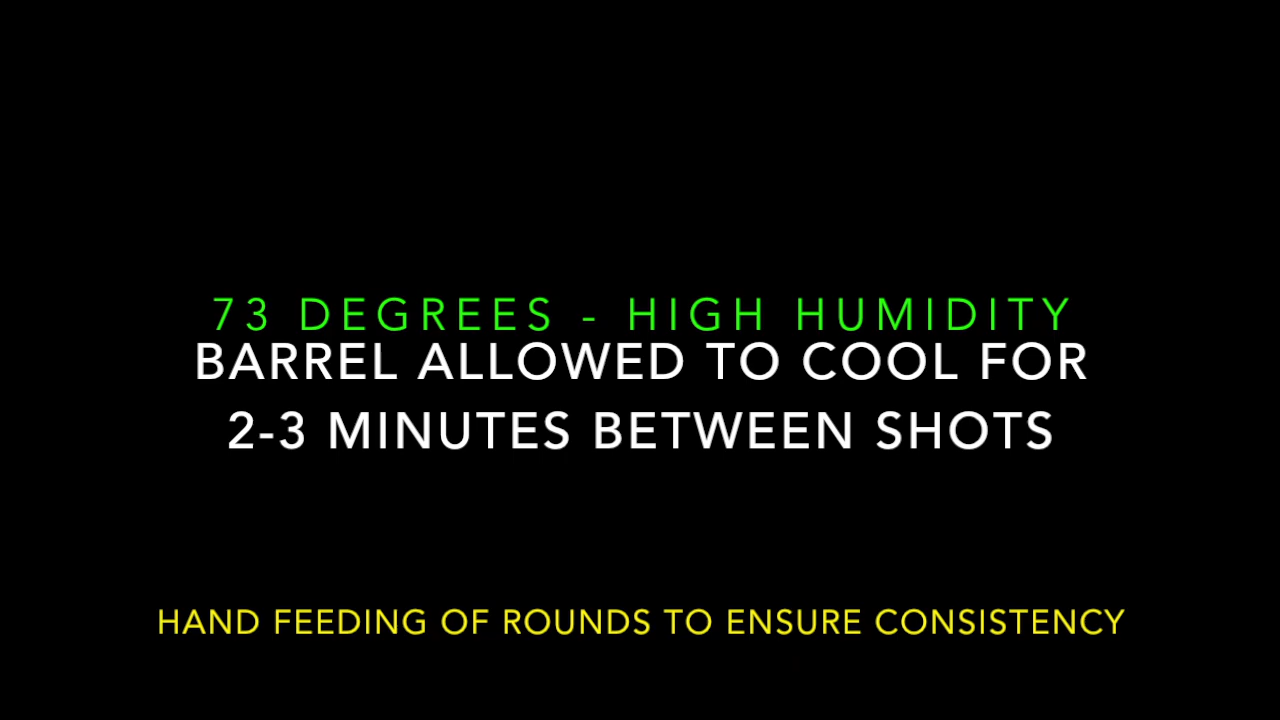 73 DEGREES - HIGH HUMIDITY
BARREL ALLOWED TO COOL FOR
2-3 MINUTES BETWEEN SHOTS
HAND FEEDING OF ROUNDS TO ENSURE CONSISTENCY